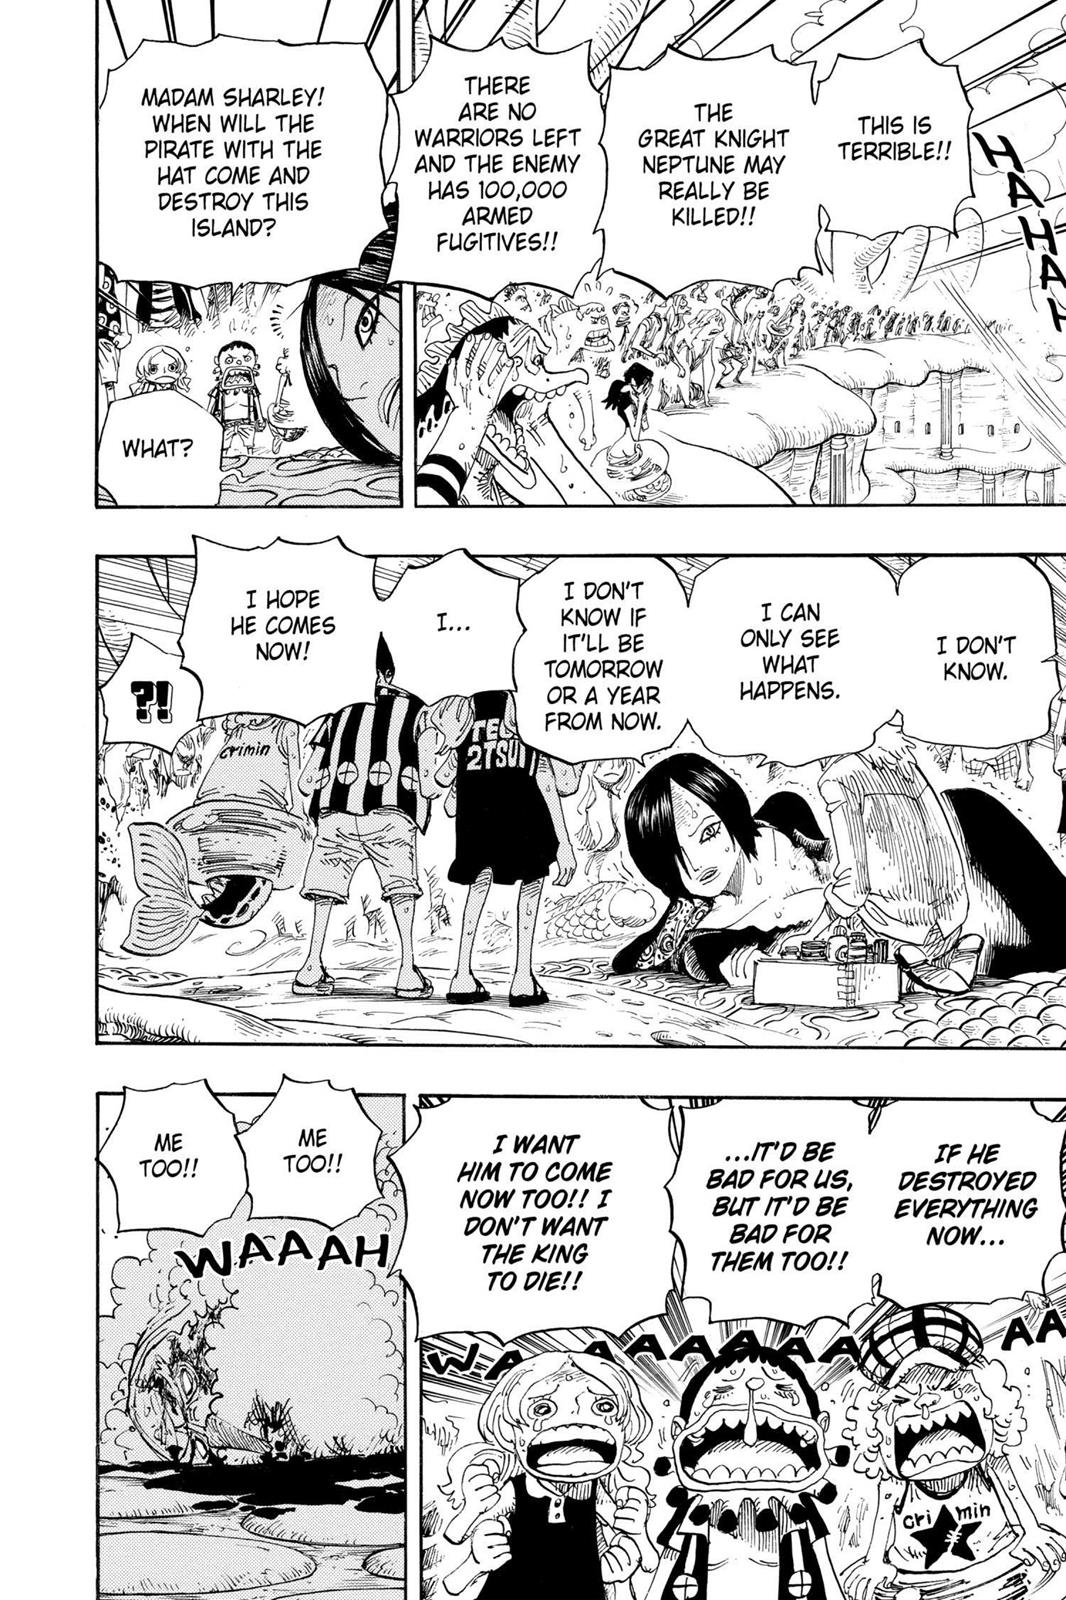 THIS IS
TERRIBLE!!
THE
GREAT KNIGHT
NEPTUNE MAY
REALLY BE
KILLED!!
THERE
ARE NO
WARRIORS LEFT
AND THE ENEMY
HAS 100,000
ARMED
FUGITIVES!!
HAHAH
MADAM SHARLEY!
WHEN WILL THE
PIRATE WITH THE
HAT COME AND
DESTROY THIS
ISLAND?
WHAT?
I DON'T
KNOW.
I CAN
ONLY SEE
WHAT
HAPPENS.
I DON'T
KNOW IF
IT'LL BE
TOMORROW
OR A YEAR
FROM NOW.
I...
I HOPE
HE COMES
NOW!
?!
crimin
2TSU
IF HE
DESTROYED
EVERYTHING
NOW...
...IT'D BE
BAD FOR US,
BUT IT'D BE
BAD FOR
THEM TOO!!
I WANT
HIM TO COME
NOW TOO!! I
DON'T WANT
THE KING
TO DIE!!
WAAAAAAAAAA
criminal
ME
TOO!!
ME
TOO!!
WAAAH